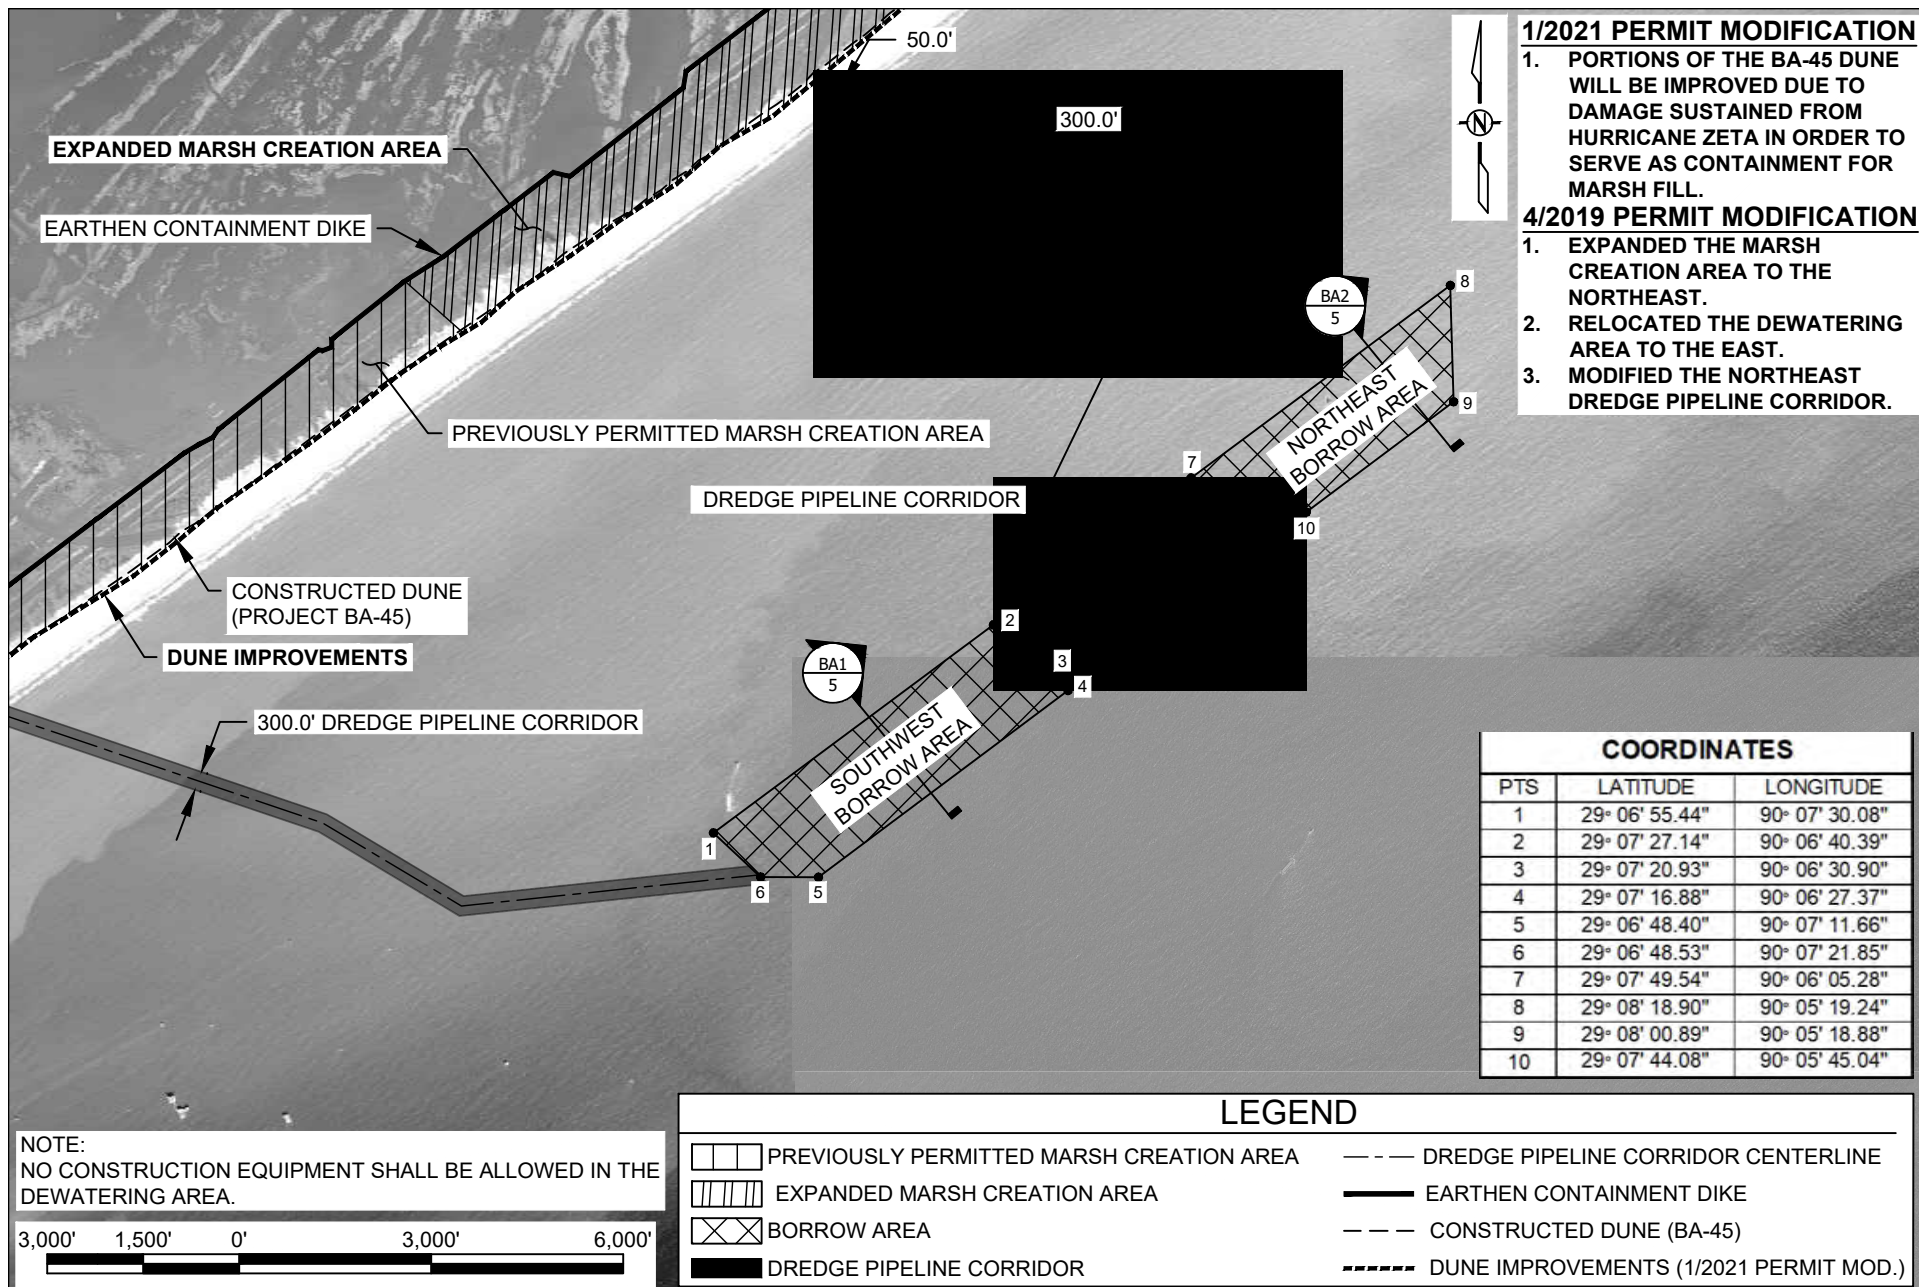 50.0'
300.0'
EXPANDED MARSH CREATION AREA
EARTHEN CONTAINMENT DIKE
PREVIOUSLY PERMITTED MARSH CREATION AREA
DREDGE PIPELINE CORRIDOR
CONSTRUCTED DUNE
(PROJECT BA-45)
DUNE IMPROVEMENTS
300.0' DREDGE PIPELINE CORRIDOR
BA2
5
BA1
5
NORTHEAST
BORROW AREA
SOUTHWEST
BORROW AREA
8
9
7
10
2
3
4
1
6
5
N
1/2021 PERMIT MODIFICATION
1. PORTIONS OF THE BA-45 DUNE
WILL BE IMPROVED DUE TO
DAMAGE SUSTAINED FROM
HURRICANE ZETA IN ORDER TO
SERVE AS CONTAINMENT FOR
MARSH FILL.
4/2019 PERMIT MODIFICATION
1. EXPANDED THE MARSH
CREATION AREA TO THE
NORTHEAST.
2. RELOCATED THE DEWATERING
AREA TO THE EAST.
3. MODIFIED THE NORTHEAST
DREDGE PIPELINE CORRIDOR.
COORDINATES
PTS LATITUDE LONGITUDE
1 29° 06' 55.44" 90° 07' 30.08"
2 29° 07' 27.14" 90° 06' 40.39"
3 29° 07' 20.93" 90° 06' 30.90"
4 29° 07' 16.88" 90° 06' 27.37"
5 29° 06' 48.40" 90° 07' 11.66"
6 29° 06' 48.53" 90° 07' 21.85"
7 29° 07' 49.54" 90° 06' 05.28"
8 29° 08' 18.90" 90° 05' 19.24"
9 29° 08' 00.89" 90° 05' 18.88"
10 29° 07' 44.08" 90° 05' 45.04"
NOTE:
NO CONSTRUCTION EQUIPMENT SHALL BE ALLOWED IN THE
DEWATERING AREA.
3,000' 1,500' 0' 3,000' 6,000'
LEGEND
PREVIOUSLY PERMITTED MARSH CREATION AREA
EXPANDED MARSH CREATION AREA
BORROW AREA
DREDGE PIPELINE CORRIDOR
DREDGE PIPELINE CORRIDOR CENTERLINE
EARTHEN CONTAINMENT DIKE
CONSTRUCTED DUNE (BA-45)
DUNE IMPROVEMENTS (1/2021 PERMIT MOD.)